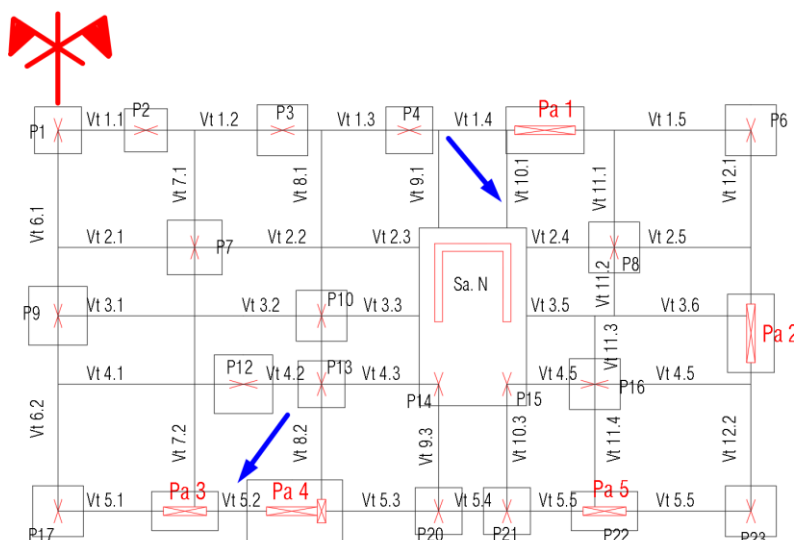 P1
Vt 1.1
P2
Vt 1.2
P3
Vt 1.3
P4
Vt 1.4
Pa 1
Vt 1.5
P6
Vt 6.1
Vt 7.1
Vt 8.1
Vt 9.1
Vt 10.1
Vt 11.1
Vt 12.1
Vt 2.1
P7
Vt 2.2
Vt 2.3
Vt 2.4
P8
Vt 2.5
Sa. N
Vt 11.2
P9
Vt 3.1
Vt 3.2
P10
Vt 3.3
Vt 3.5
Vt 3.6
Pa 2
Vt 11.3
Vt 4.1
P12
Vt 4.2
P13
Vt 4.3
P14
P15
Vt 4.5
P16
Vt 4.5
Vt 6.2
Vt 7.2
Vt 8.2
Vt 9.3
Vt 10.3
Vt 11.4
Vt 12.2
P17
Vt 5.1
Pa 3
Vt 5.2
Pa 4
Vt 5.3
P20
Vt 5.4
P21
Vt 5.5
Pa 5
P22
Vt 5.5
P23